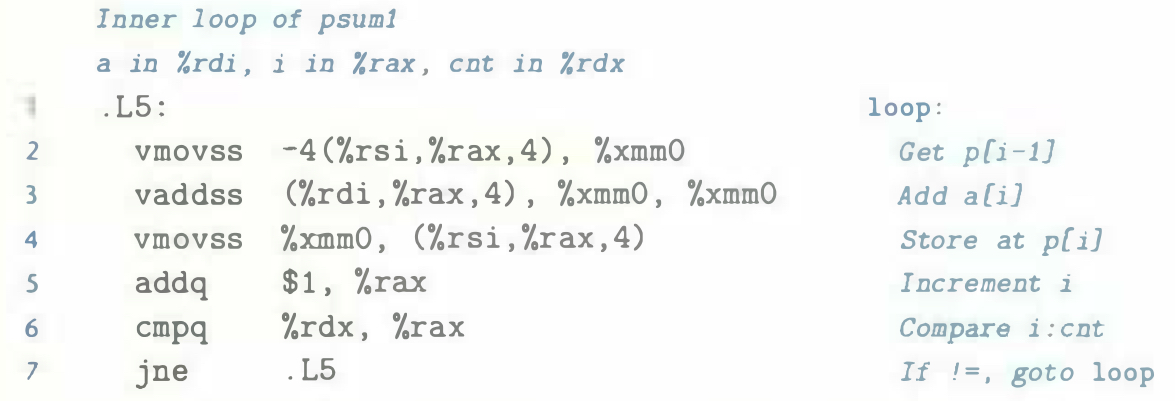 Inner loop of psum1
a in %rdi, i in %rax, cnt in %rdx
1 .L5: loop:
2 vmovss -4(%rsi,%rax,4), %xmm0 Get p[i-1]
3 vaddss (%rdi,%rax,4), %xmm0, %xmm0 Add a[i]
4 vmovss %xmm0, (%rsi,%rax,4) Store at p[i]
5 addq $1, %rax Increment i
6 cmpq %rdx, %rax Compare i:cnt
7 jne .L5 If !=, goto loop